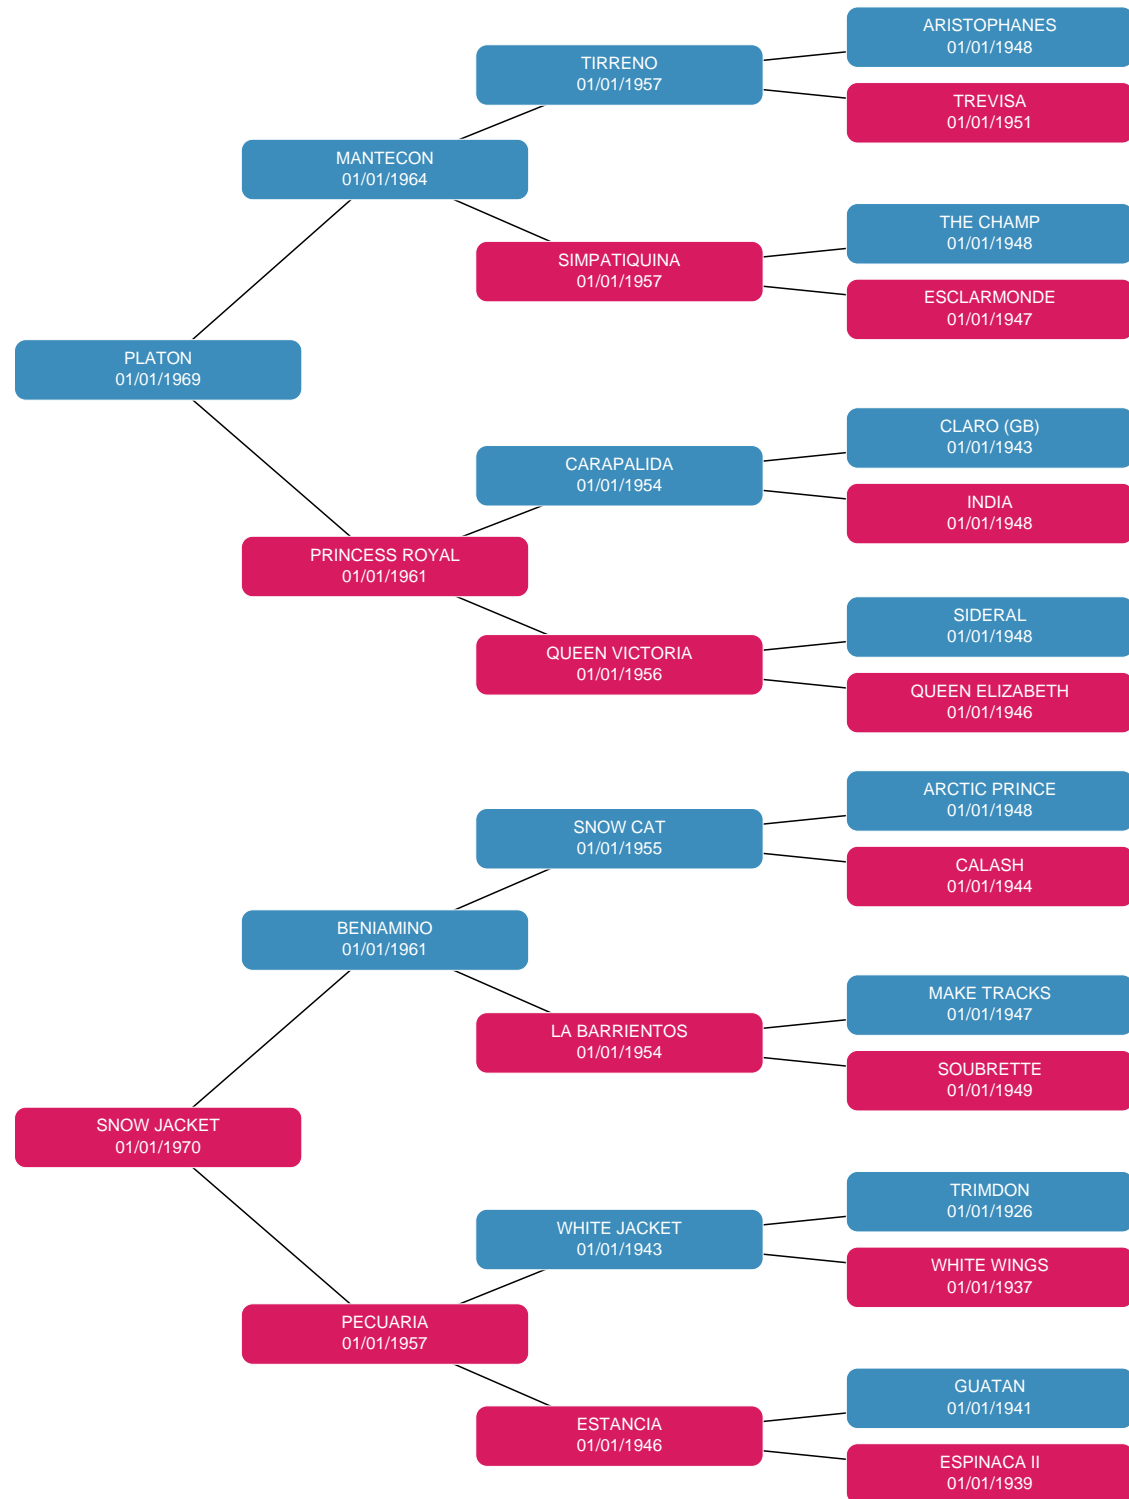 ARISTOPHANES
01/01/1948
TIRRENO
01/01/1957
TREVISA
01/01/1951
MANTECON
01/01/1964
THE CHAMP
01/01/1948
SIMPATIQUINA
01/01/1957
ESCLARMONDE
01/01/1947
PLATON
01/01/1969
CLARO (GB)
01/01/1943
CARAPALIDA
01/01/1954
INDIA
01/01/1948
PRINCESS ROYAL
01/01/1961
SIDERAL
01/01/1948
QUEEN VICTORIA
01/01/1956
QUEEN ELIZABETH
01/01/1946
ARCTIC PRINCE
01/01/1948
SNOW CAT
01/01/1955
CALASH
01/01/1944
BENIAMINO
01/01/1961
MAKE TRACKS
01/01/1947
LA BARRIENTOS
01/01/1954
SOUBRETTE
01/01/1949
SNOW JACKET
01/01/1970
TRIMDON
01/01/1926
WHITE JACKET
01/01/1943
WHITE WINGS
01/01/1937
PECUARIA
01/01/1957
GUATAN
01/01/1941
ESTANCIA
01/01/1946
ESPINACA II
01/01/1939